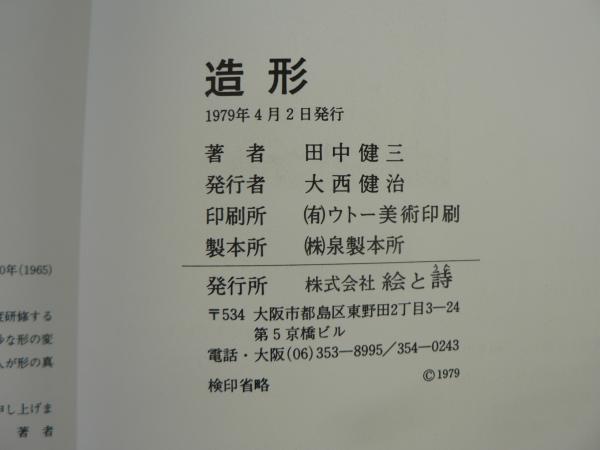 造形
1979年4月2日発行
著者 田中健三
発行者 大西健治
印刷所 ㈲ウトー美術印刷
製本所 ㈱泉製本所
発行所 株式会社 絵と詩
〒534 大阪市都島区東野田2丁目3―24
第5京橋ビル
電話・大阪(06)353―8995/354―0243
検印省略 ©1979
0年(1965)
度研修する
な形の変
が形の真
申し上げま
著者